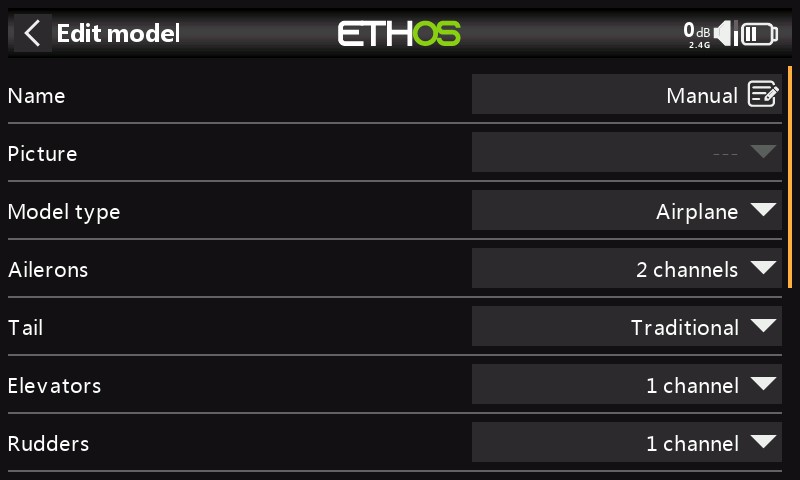 Edit model
ETHOS
0 dB
2.4G
Name Manual
Picture ---
Model type Airplane
Ailerons 2 channels
Tail Traditional
Elevators 1 channel
Rudders 1 channel